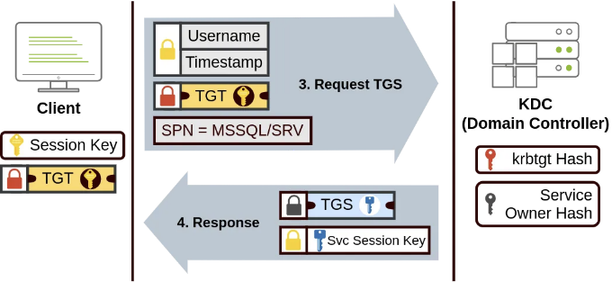 Client
Session Key
TGT
Username
Timestamp
TGT
SPN = MSSQL/SRV
3. Request TGS
4. Response
TGS
Svc Session Key
KDC
(Domain Controller)
krbtgt Hash
Service
Owner Hash